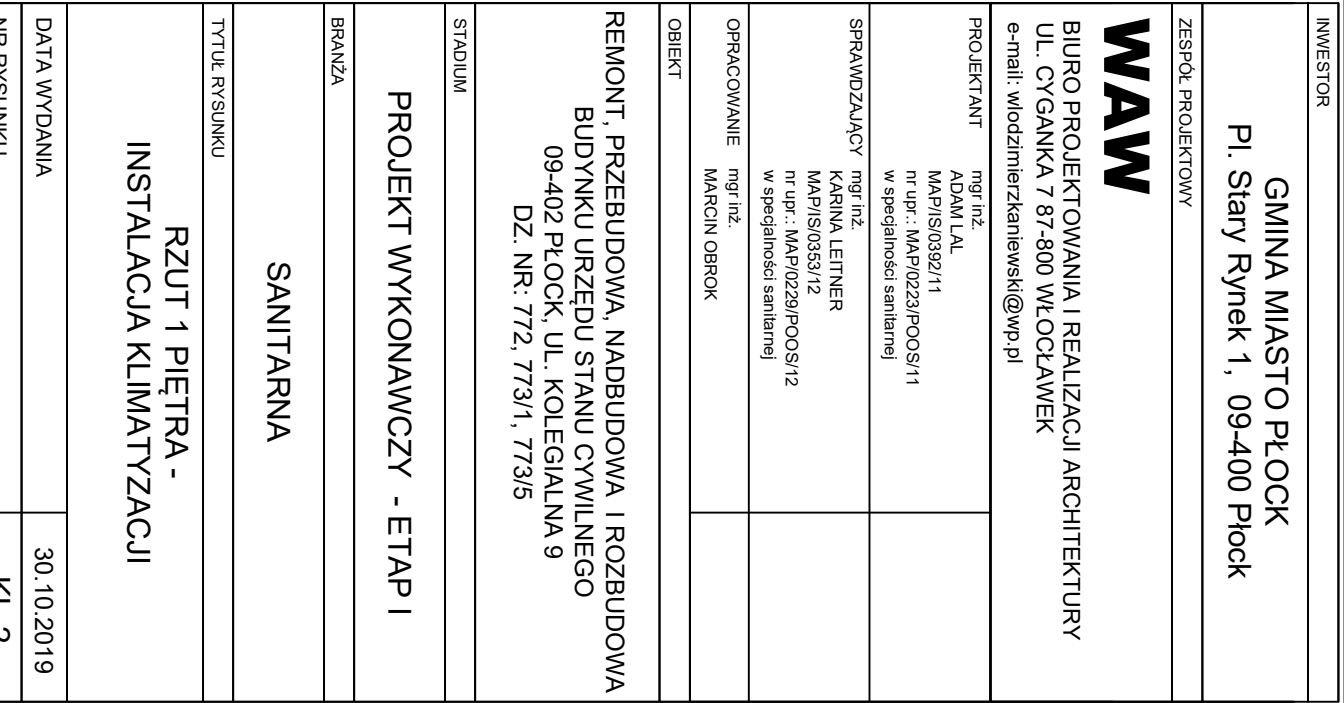 INWESTOR
GMINA MIASTO PŁOCK
Pl. Stary Rynek 1, 09-400 Płock
ZESPÓŁ PROJEKTOWY
WAW
BIURO PROJEKTOWANIA I REALIZACJI ARCHITEKTURY
UL. CYGANKA 7 87-800 WŁOCŁAWEK
e-mail: wlodzimierzkaniewski@wp.pl
PROJEKTANT mgr inż.
ADAM LAL
MAP/IS/0392/11
nr upr.: MAP/0223/POOS/11
w specjalności sanitarnej
SPRAWDZAJĄCY mgr inż.
KARINA LEITNER
MAP/IS/0353/12
nr upr.: MAP/0229/POOS/12
w specjalności sanitarnej
OPRACOWANIE mgr inż.
MARCIN OBROK
OBIEKT
REMONT, PRZEBUDOWA, NADBUDOWA I ROZBUDOWA
BUDYNKU URZĘDU STANU CYWILNEGO
09-402 PŁOCK, UL. KOLEGIALNA 9
DZ. NR: 772, 773/1, 773/5
STADIUM
PROJEKT WYKONAWCZY - ETAP I
BRANŻA
SANITARNA
TYTUŁ RYSUNKU
RZUT 1 PIĘTRA -
INSTALACJA KLIMATYZACJI
DATA WYDANIA 30.10.2019
NR RYSUNKU